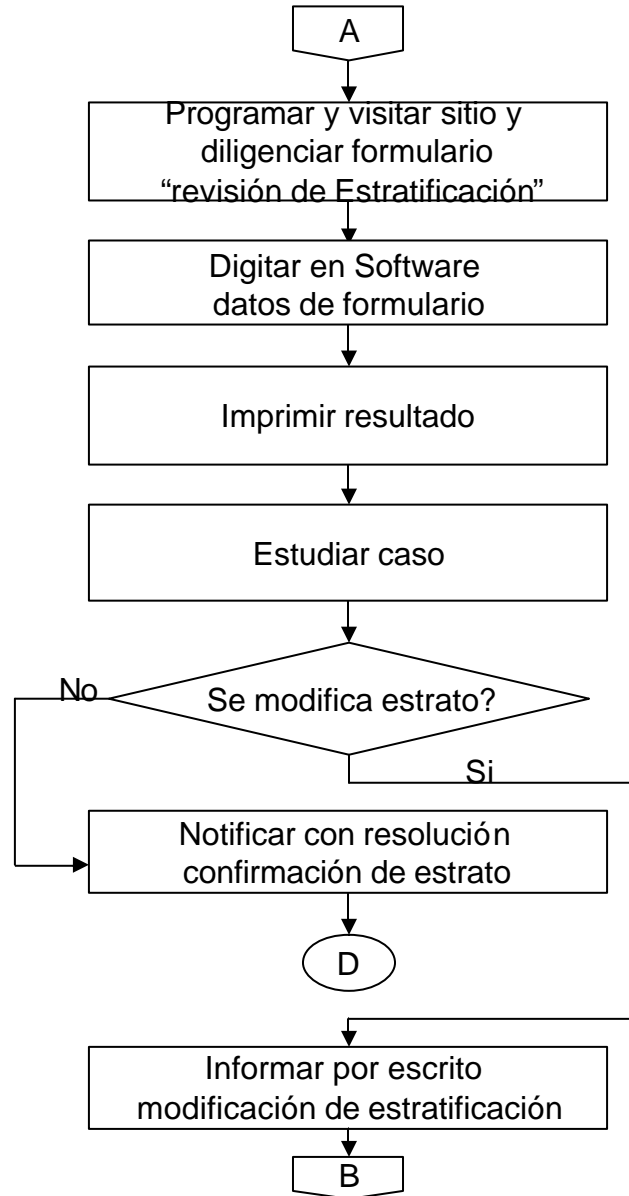 A
Programar y visitar sitio y
diligenciar formulario
“revisión de Estratificación”
Digitar en Software
datos de formulario
Imprimir resultado
Estudiar caso
No
Se modifica estrato?
Si
Notificar con resolución
confirmación de estrato
D
Informar por escrito
modificación de estratificación
B